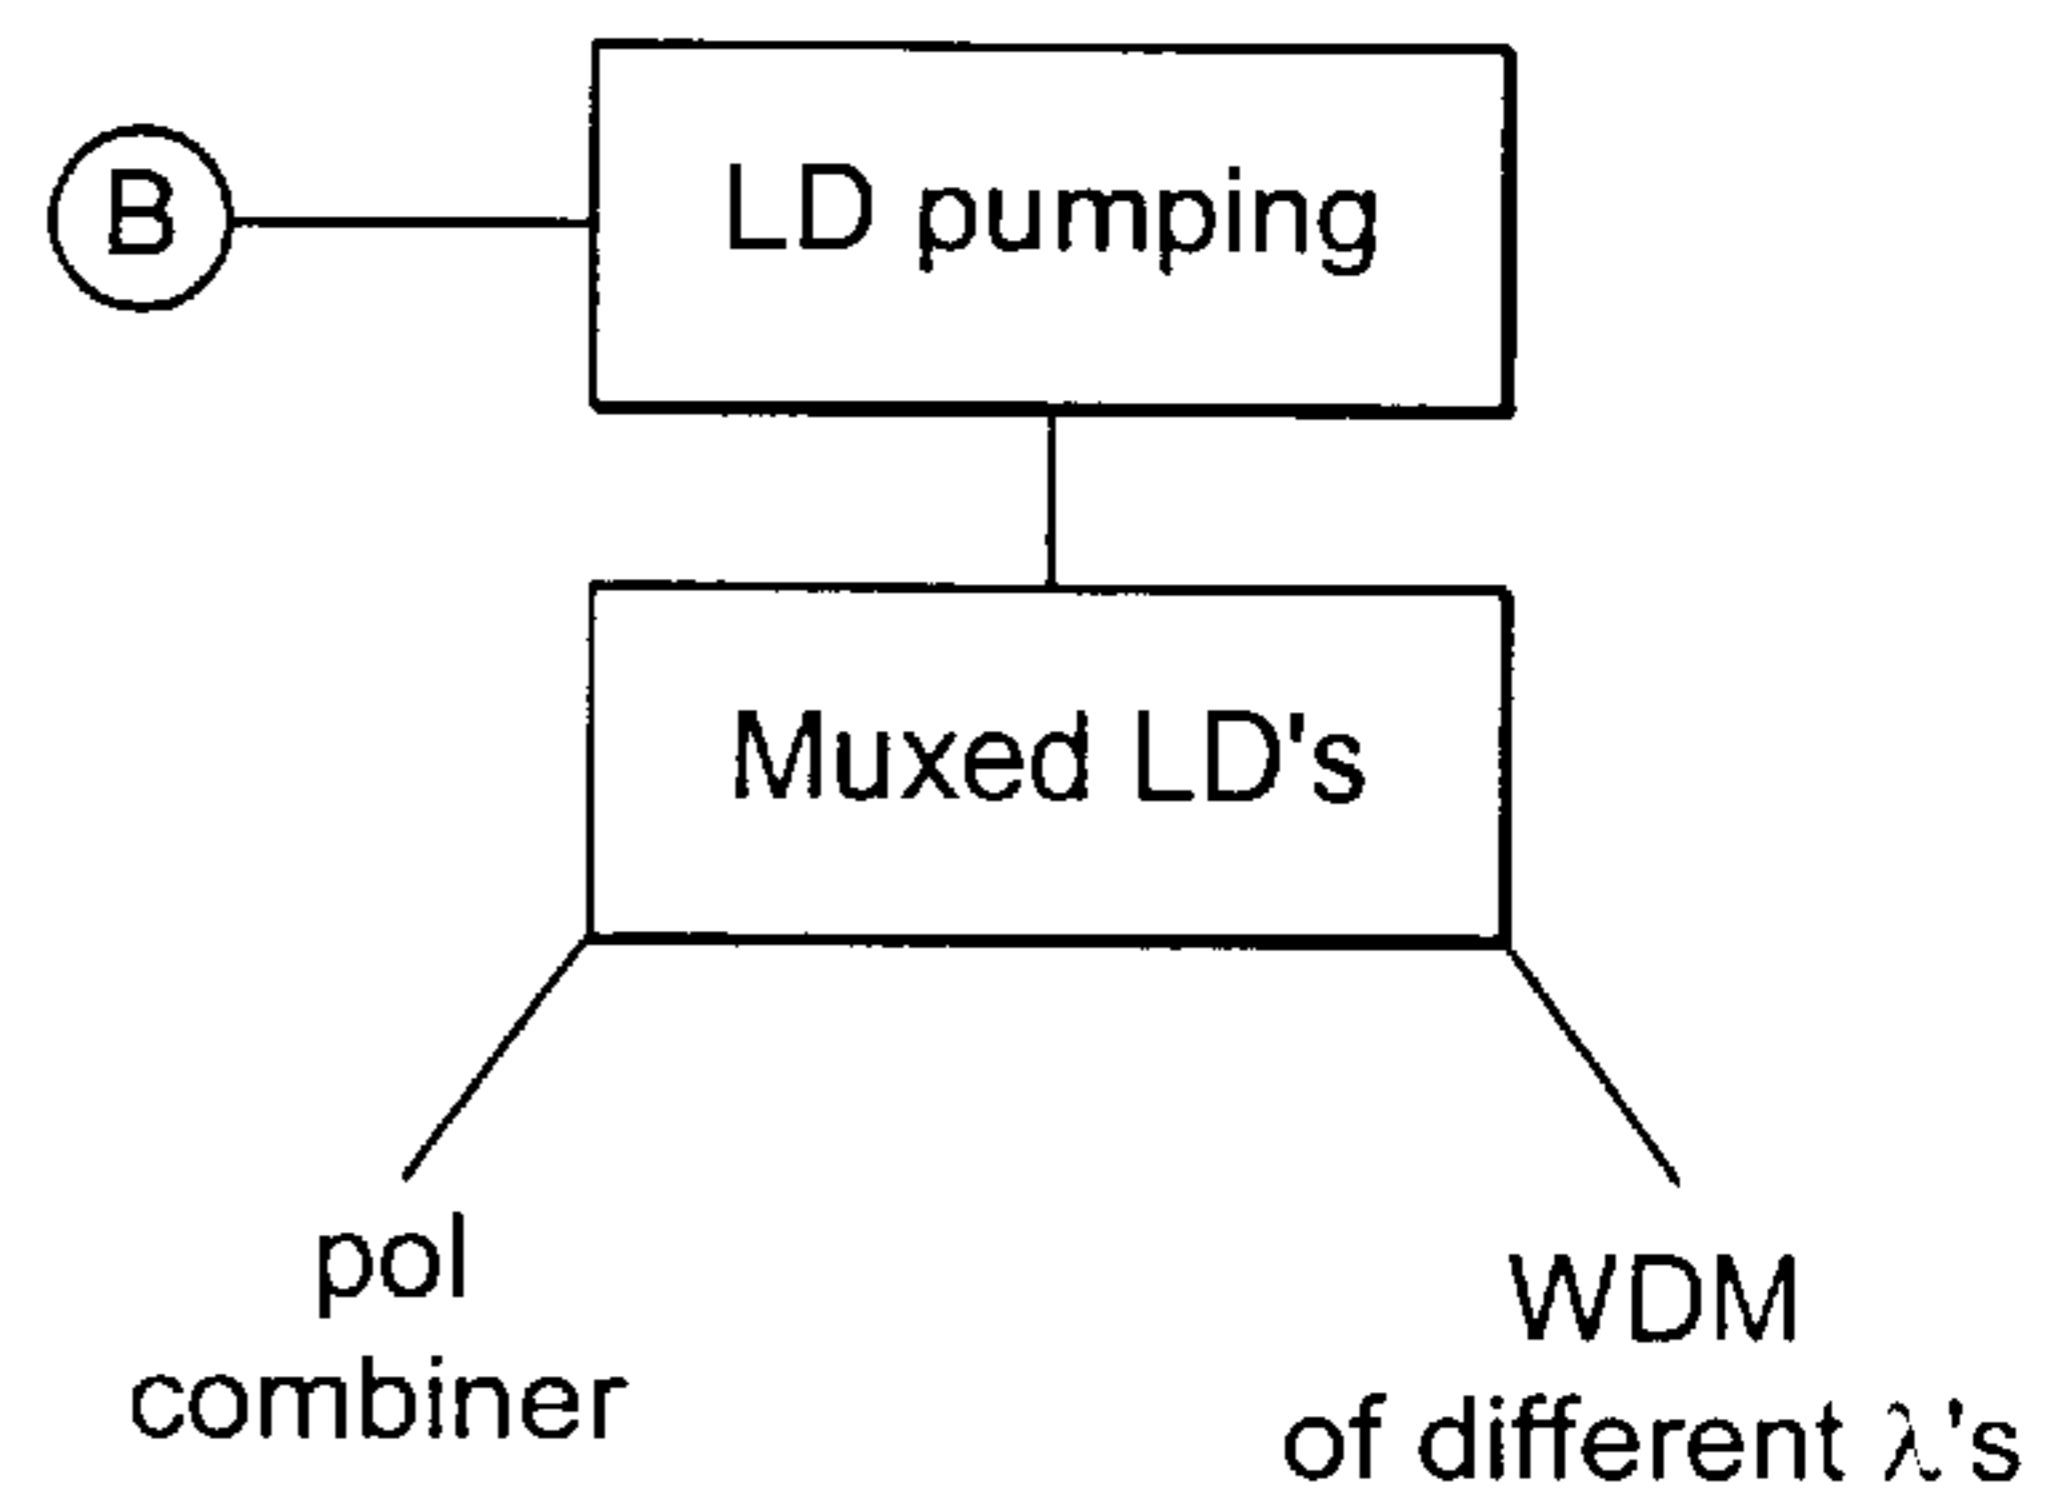 B
LD pumping
Muxed LD's
pol
combiner
WDM
of different λ's